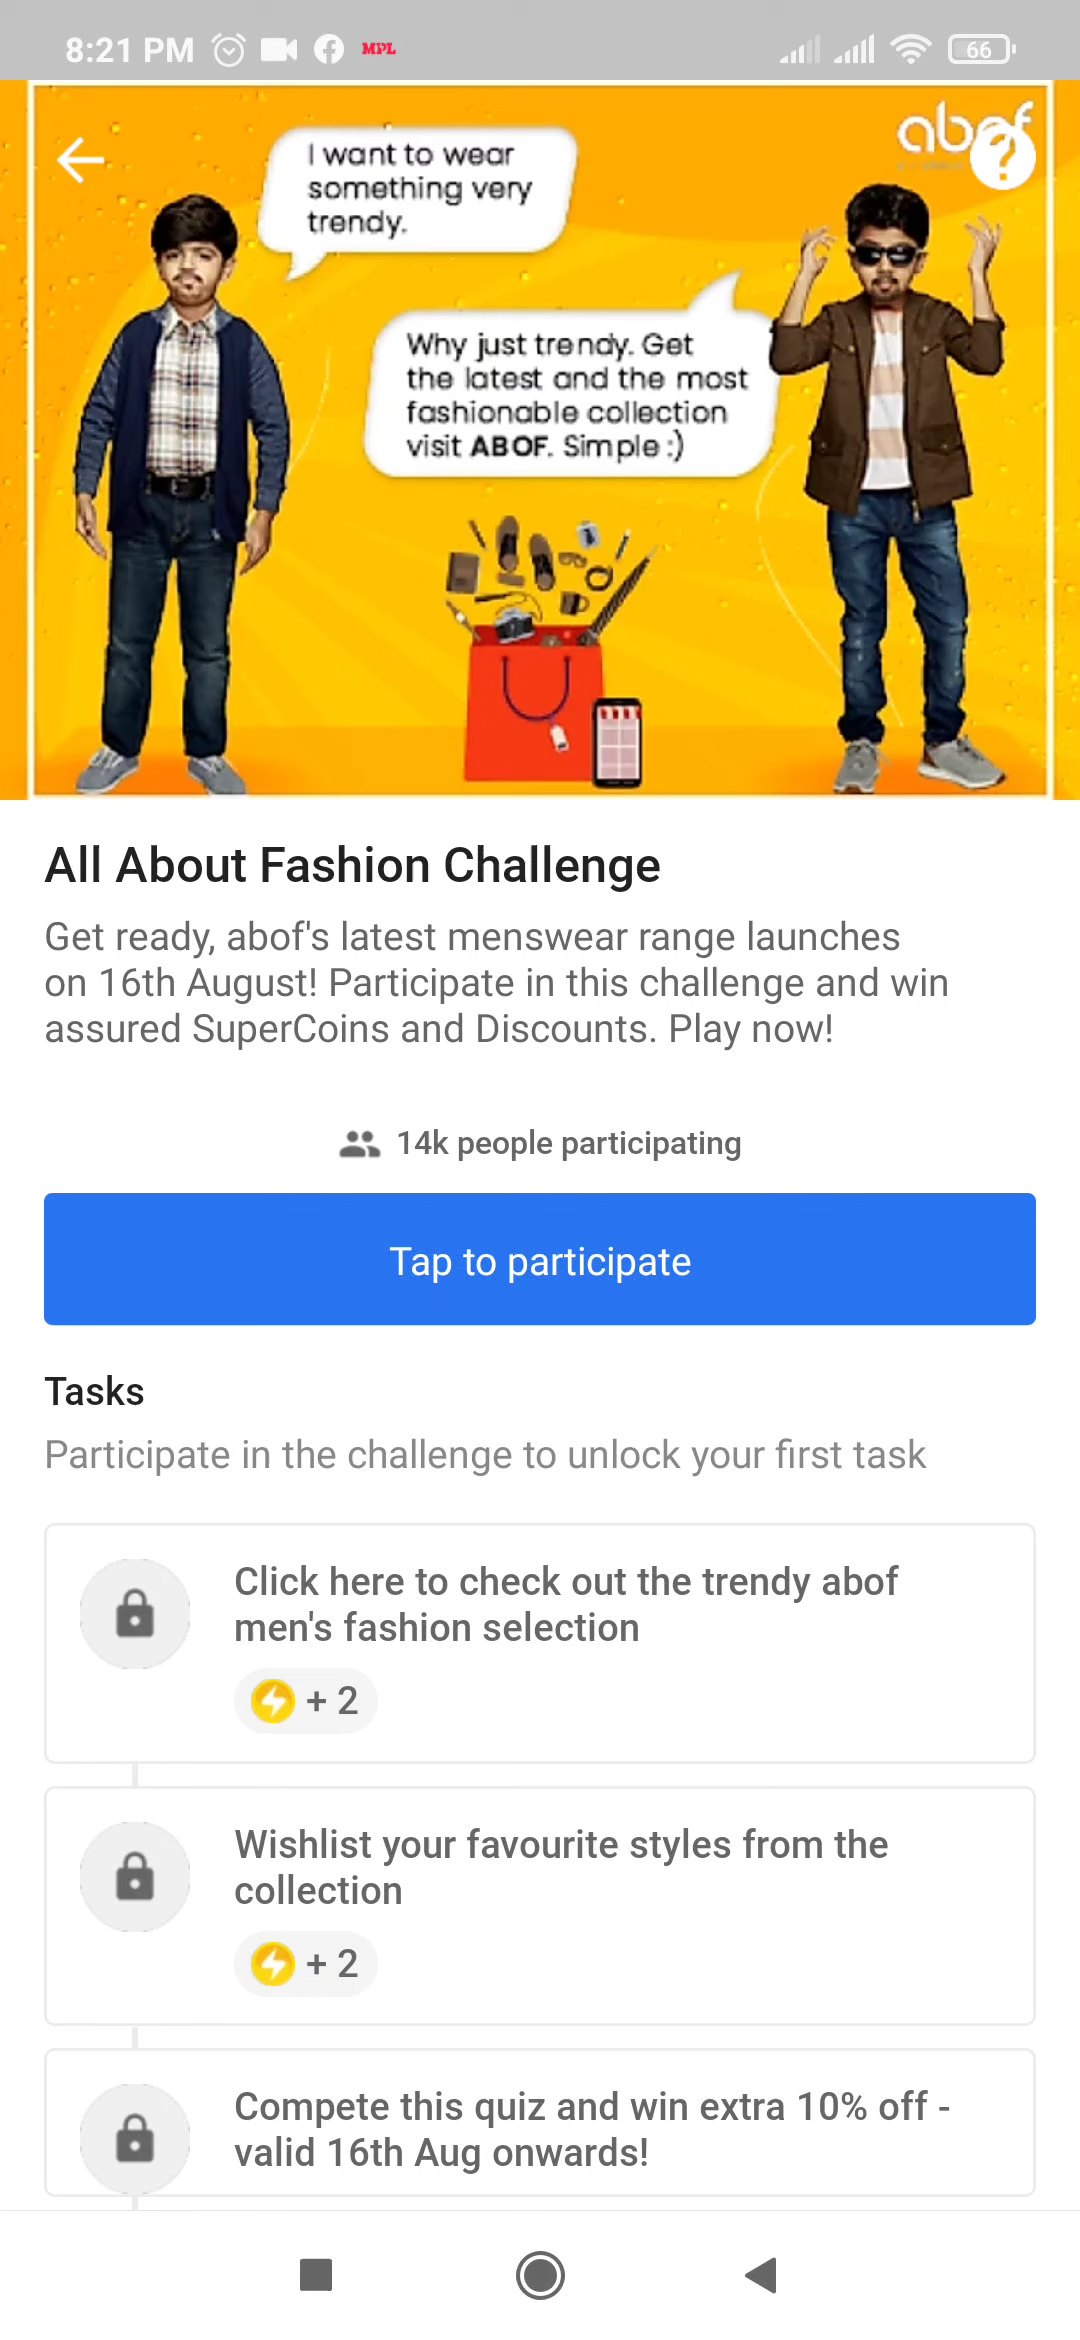 8:21 PM
MPL
66
abof
I want to wear
something very
trendy.
Why just trendy. Get
the latest and the most
fashionable collection
visit ABOF. Simple :)
All About Fashion Challenge
Get ready, abof's latest menswear range launches
on 16th August! Participate in this challenge and win
assured SuperCoins and Discounts. Play now!
14k people participating
Tap to participate
Tasks
Participate in the challenge to unlock your first task
Click here to check out the trendy abof
men's fashion selection
+ 2
Wishlist your favourite styles from the
collection
+ 2
Compete this quiz and win extra 10% off -
valid 16th Aug onwards!